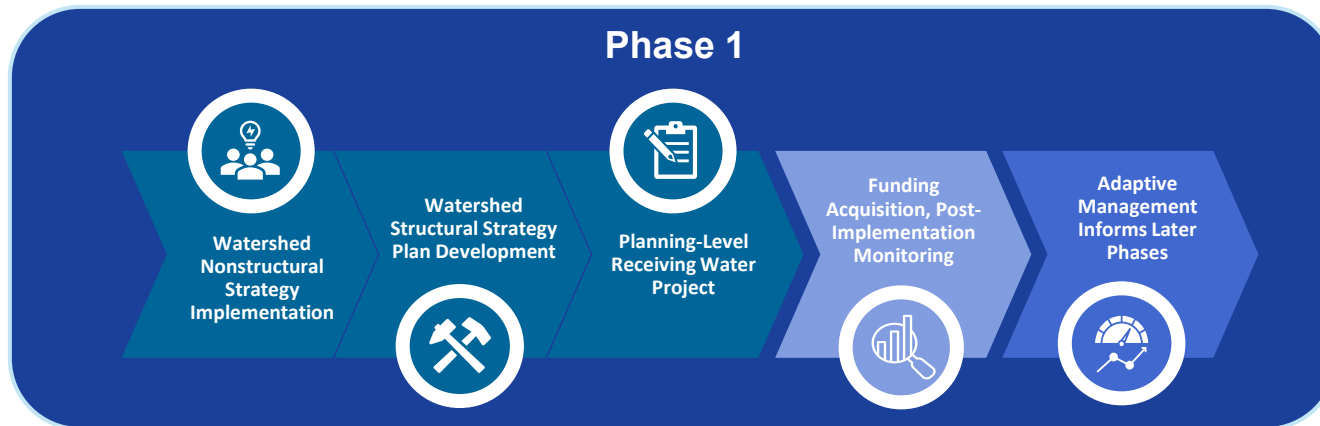 Phase 1
Watershed
Nonstructural
Strategy
Implementation
Watershed
Structural Strategy
Plan Development
Planning-Level
Receiving Water
Project
Funding
Acquisition, Post-
Implementation
Monitoring
Adaptive
Management
Informs Later
Phases